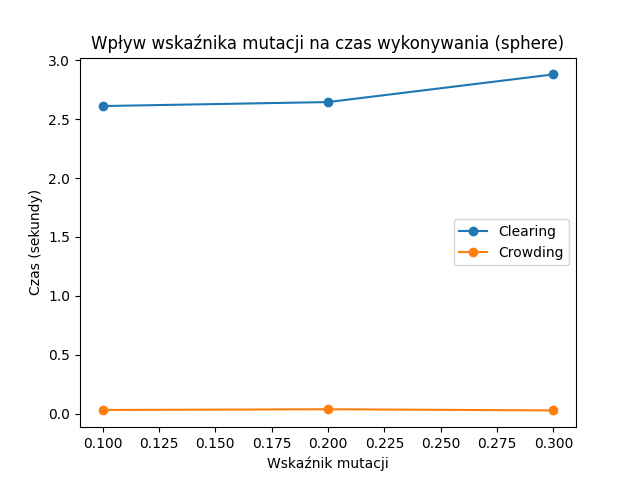 Wpływ wskaźnika mutacji na czas wykonywania (sphere)
3.0
2.5
2.0
1.5
1.0
0.5
0.0
Czas (sekundy)
Clearing
Crowding
0.100 0.125 0.150 0.175 0.200 0.225 0.250 0.275 0.300
Wskaźnik mutacji